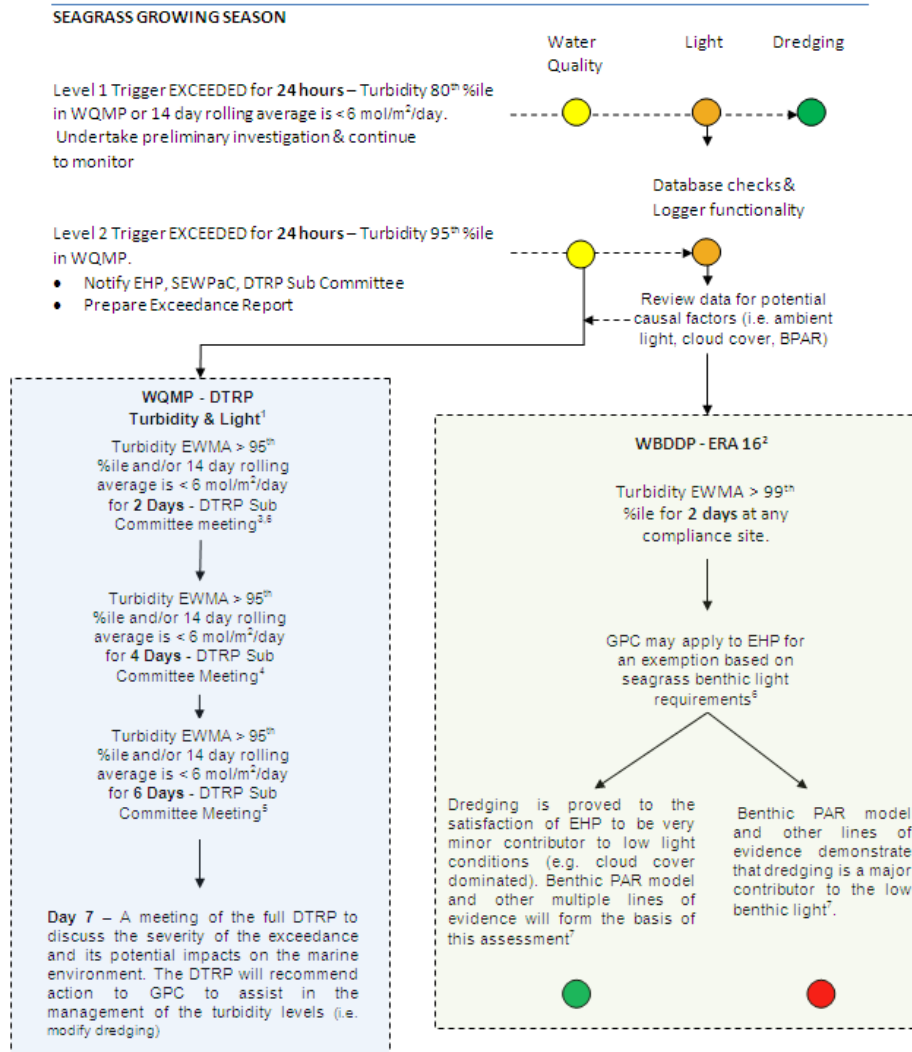 SEAGRASS GROWING SEASON
Water
Quality
Light
Dredging
Level 1 Trigger EXCEEDED for 24 hours – Turbidity 80th %ile
in WQMP or 14 day rolling average is < 6 mol/m²/day.
Undertake preliminary investigation & continue
to monitor
Database checks &
Logger functionality
Level 2 Trigger EXCEEDED for 24 hours – Turbidity 95th %ile
in WQMP.
• Notify EHP, SEWPaC, DTRP Sub Committee
• Prepare Exceedance Report
Review data for potential
causal factors (i.e. ambient
light, cloud cover, BPAR)
WQMP - DTRP
Turbidity & Light¹
Turbidity EWMA > 95th
%ile and/or 14 day rolling
average is < 6 mol/m²/day
for 2 Days - DTRP Sub
Committee meeting³,⁶
Turbidity EWMA > 95th
%ile and/or 14 day rolling
average is < 6 mol/m²/day
for 4 Days - DTRP Sub
Committee Meeting⁴
Turbidity EWMA > 95th
%ile and/or 14 day rolling
average is < 6 mol/m²/day
for 6 Days - DTRP Sub
Committee Meeting⁵
Day 7 – A meeting of the full DTRP to
discuss the severity of the exceedance
and its potential impacts on the marine
environment. The DTRP will recommend
action to GPC to assist in the
management of the turbidity levels (i.e.
modify dredging)
WBDDP - ERA 16²
Turbidity EWMA > 99th
%ile for 2 days at any
compliance site.
GPC may apply to EHP for
an exemption based on
seagrass benthic light
requirements⁶
Dredging is proved to the
satisfaction of EHP to be very
minor contributor to low light
conditions (e.g. cloud cover
dominated). Benthic PAR model
and other multiple lines of
evidence will form the basis of
this assessment⁷
Benthic PAR model
and other lines of
evidence demonstrate
that dredging is a major
contributor to the low
benthic light⁷.